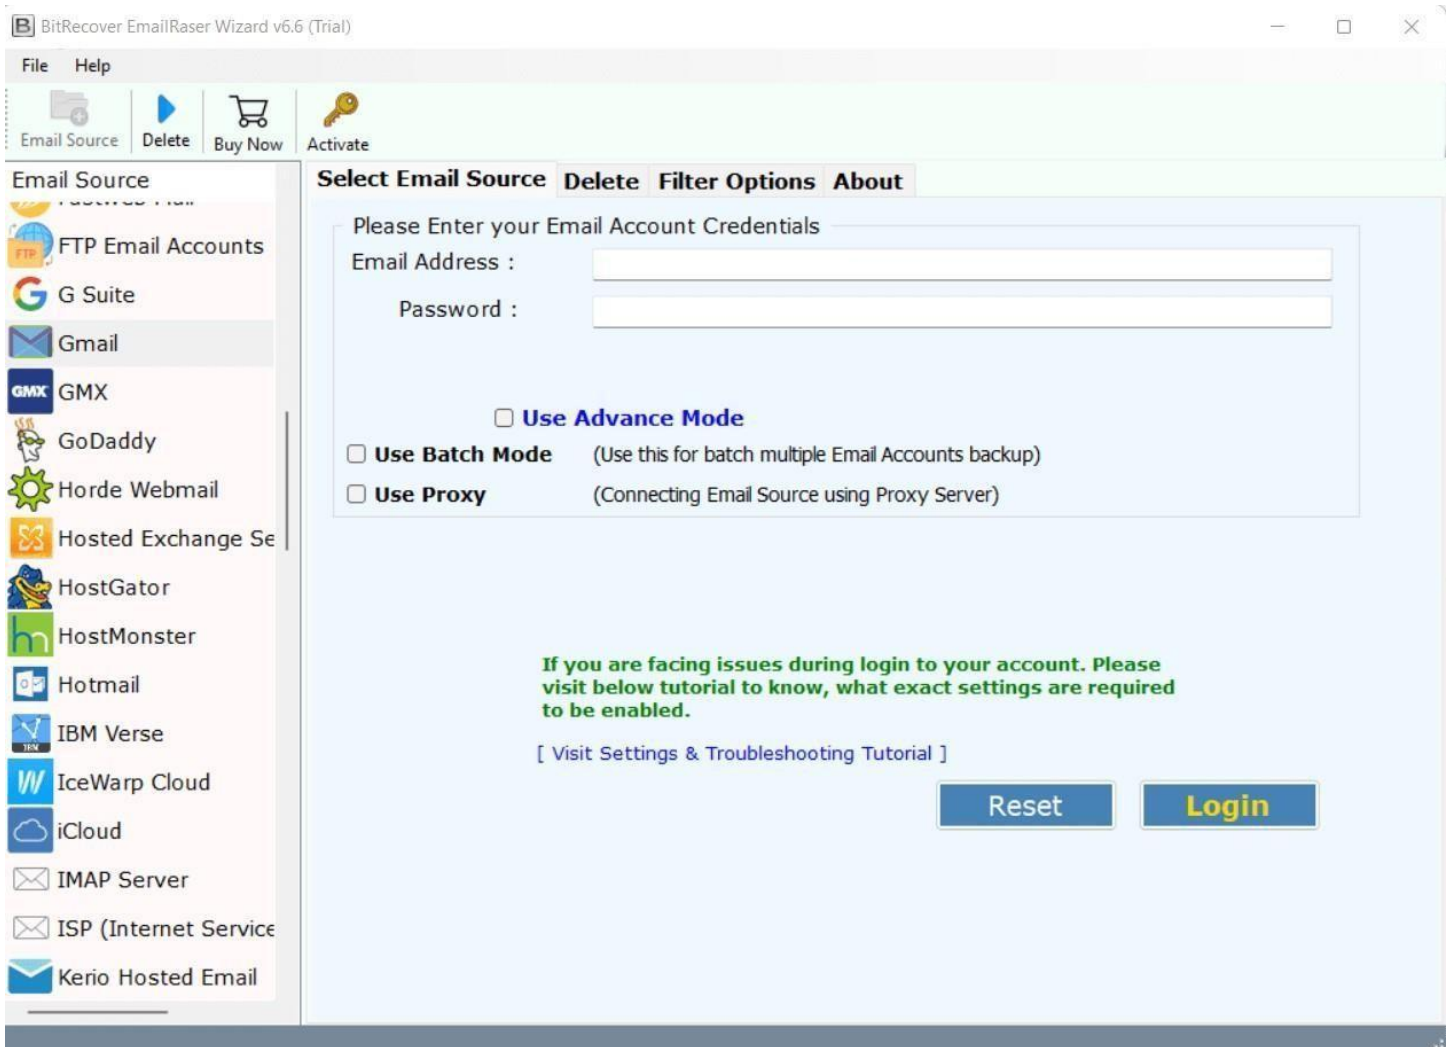 BitRecover EmailRaser Wizard v6.6 (Trial)
File Help
Email Source Delete Buy Now Activate
Email Source
FTP Email Accounts
G Suite
Gmail
GMX GMX
GoDaddy
Horde Webmail
Hosted Exchange Se
HostGator
HostMonster
Hotmail
IBM Verse
IceWarp Cloud
iCloud
IMAP Server
ISP (Internet Service
Kerio Hosted Email
Select Email Source Delete Filter Options About
Please Enter your Email Account Credentials
Email Address :
Password :
Use Advance Mode
Use Batch Mode (Use this for batch multiple Email Accounts backup)
Use Proxy (Connecting Email Source using Proxy Server)
If you are facing issues during login to your account. Please
visit below tutorial to know, what exact settings are required
to be enabled.
[ Visit Settings & Troubleshooting Tutorial ]
Reset Login